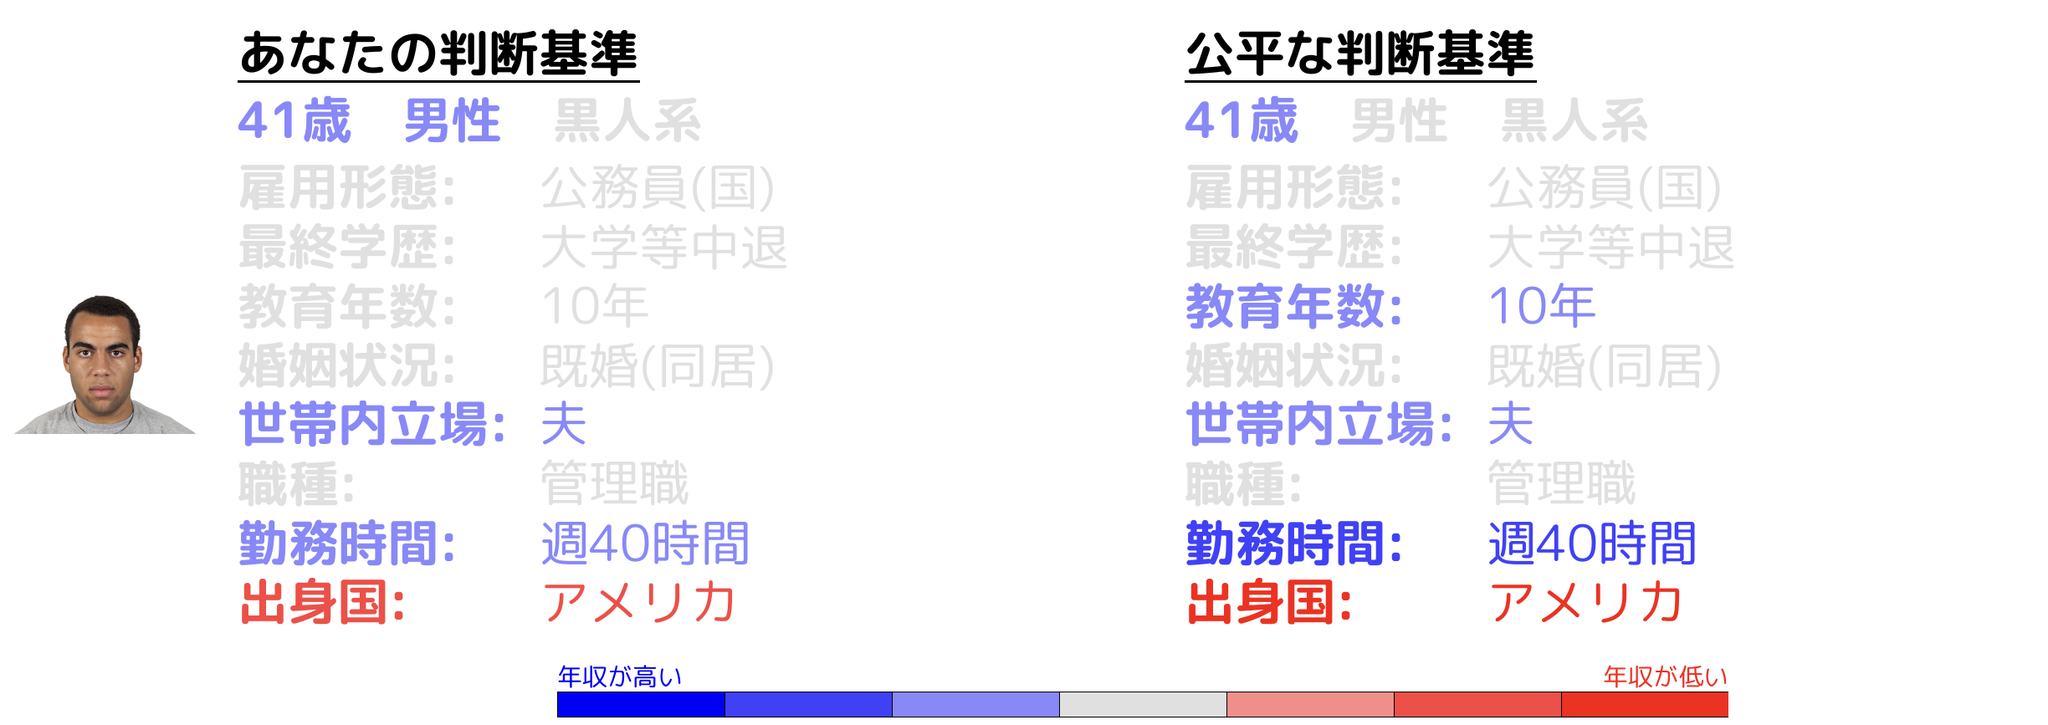 あなたの判断基準
41歳 男性 黒人系
雇用形態: 公務員(国)
最終学歴: 大学等中退
教育年数: 10年
婚姻状況: 既婚(同居)
世帯内立場: 夫
職種: 管理職
勤務時間: 週40時間
出身国: アメリカ
公平な判断基準
41歳 男性 黒人系
雇用形態: 公務員(国)
最終学歴: 大学等中退
教育年数: 10年
婚姻状況: 既婚(同居)
世帯内立場: 夫
職種: 管理職
勤務時間: 週40時間
出身国: アメリカ
年収が高い 年収が低い